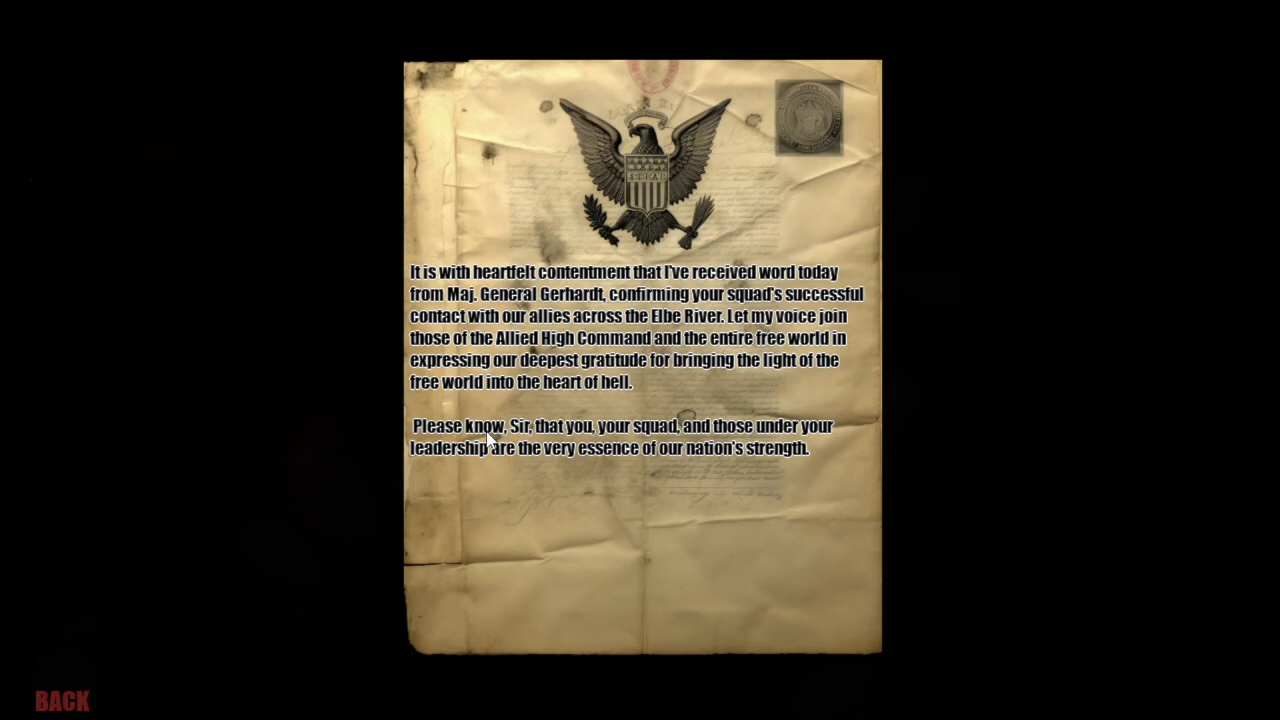 It is with heartfelt contentment that I've received word today
from Maj. General Gerhardt, confirming your squad's successful
contact with our allies across the Elbe River. Let my voice join
those of the Allied High Command and the entire free world in
expressing our deepest gratitude for bringing the light of the
free world into the heart of hell.
Please know, Sir, that you, your squad, and those under your
leadership are the very essence of our nation's strength.
BACK